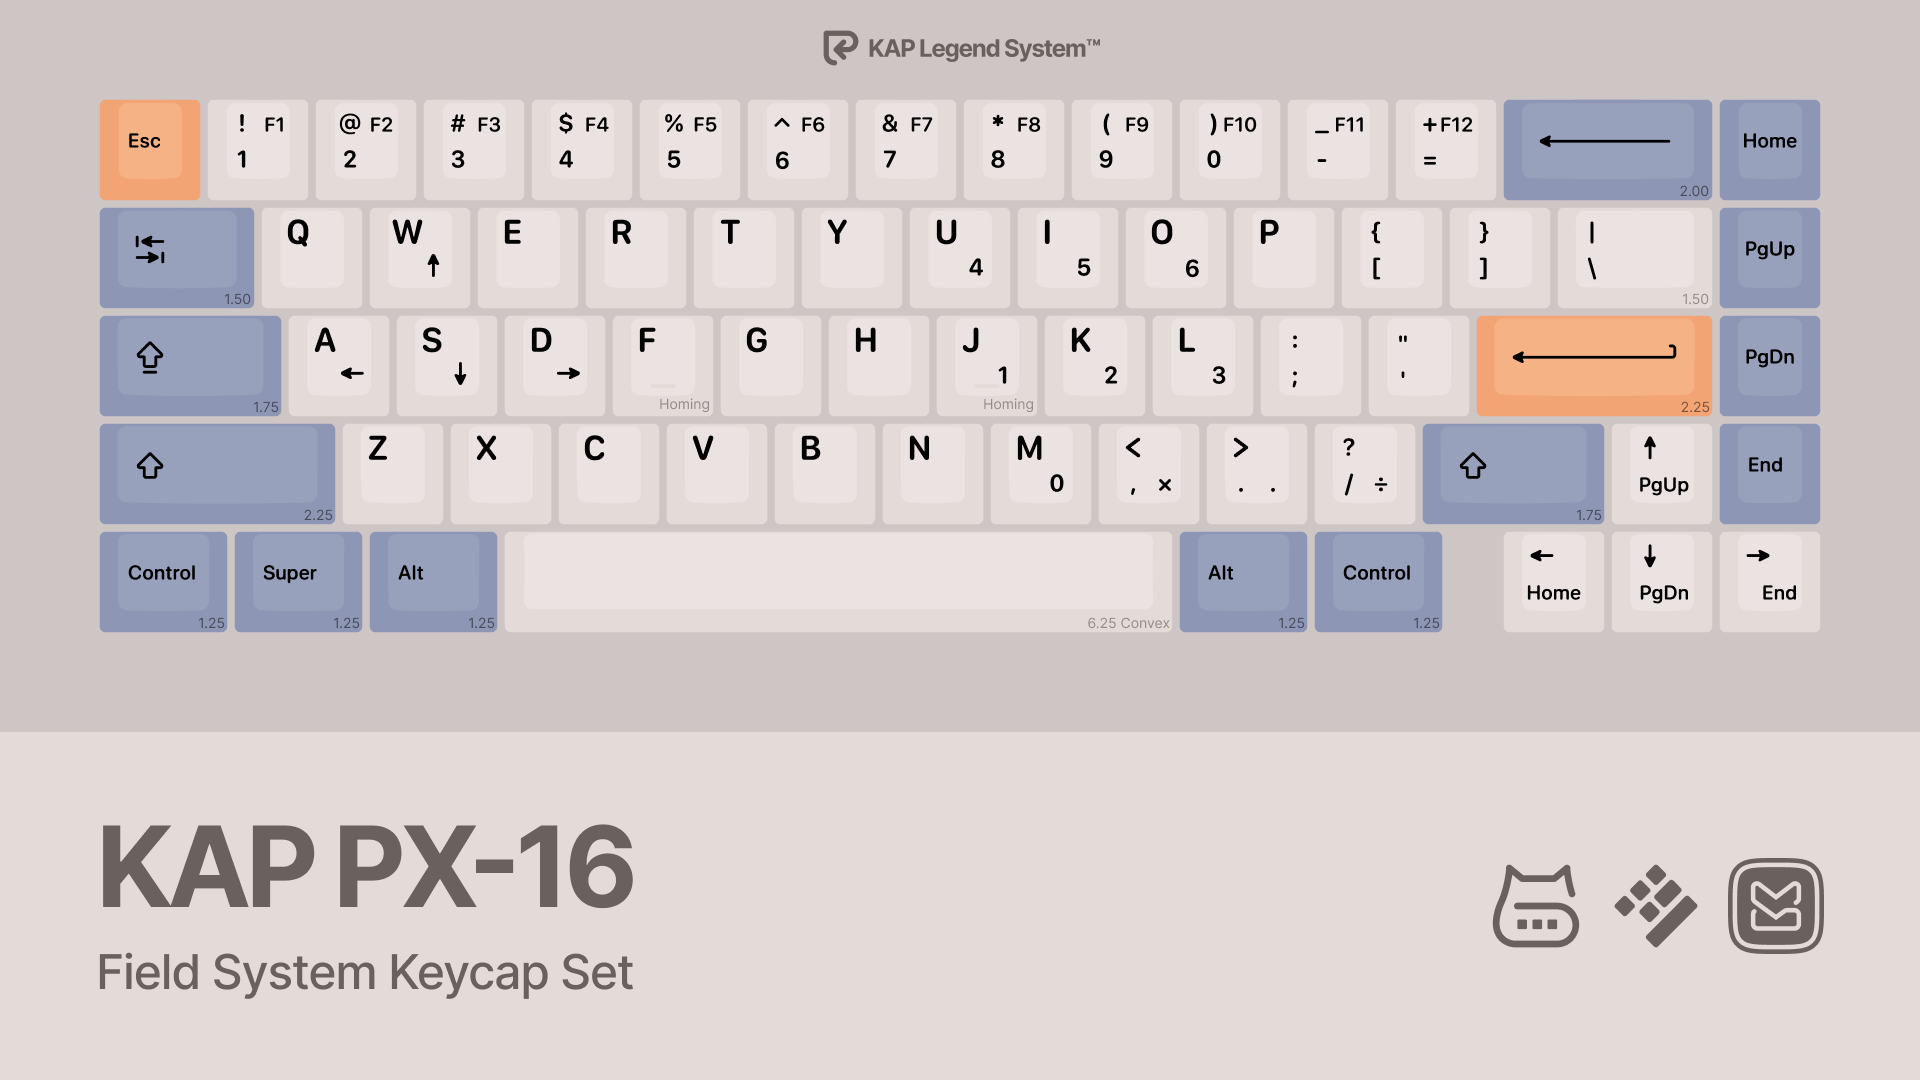 KAP Legend System™
Esc ! F1 @ F2 # F3 $ F4 % F5 ^ F6 & F7 * F8 ( F9 ) F10 _ F11 + F12 ← Home
1 2 3 4 5 6 7 8 9 0 - = 2.00
⇤ Q W E R T Y U I O P { } | PgUp
⇥ ↑ 4 5 6 [ ] \
1.50 1.50
⇪ A S D F G H J K L : " ↵ PgDn
← ↓ → 1 2 3 ; '
1.75 Homing Homing 2.25
⇧ Z X C V B N M < > ? ⇧ ↑ End
0 , × . . / ÷ PgUp
2.25 1.75
Control Super Alt Alt Control ← ↓ →
Home PgDn End
1.25 1.25 1.25 6.25 Convex 1.25 1.25
KAP PX-16
Field System Keycap Set